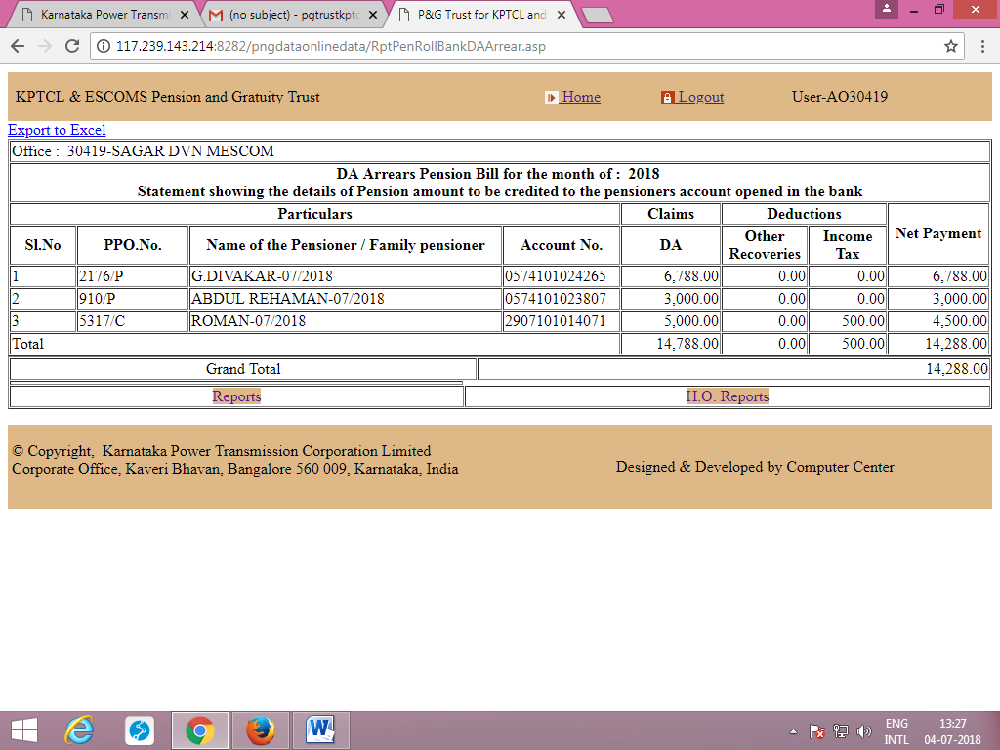 Karnataka Power Transm
(no subject) - pgtrustkptc
P&G Trust for KPTCL and
117.239.143.214:8282/pngdataonlinedata/RptPenRollBankDAArrear.asp
KPTCL & ESCOMS Pension and Gratuity Trust Home Logout User-AO30419
Export to Excel
Office : 30419-SAGAR DVN MESCOM
DA Arrears Pension Bill for the month of : 2018
Statement showing the details of Pension amount to be credited to the pensioners account opened in the bank
Particulars Claims Deductions Net Payment
Sl.No PPO.No. Name of the Pensioner / Family pensioner Account No. DA Other Recoveries Income Tax
1 2176/P G.DIVAKAR-07/2018 0574101024265 6,788.00 0.00 0.00 6,788.00
2 910/P ABDUL REHAMAN-07/2018 0574101023807 3,000.00 0.00 0.00 3,000.00
3 5317/C ROMAN-07/2018 2907101014071 5,000.00 0.00 500.00 4,500.00
Total 14,788.00 0.00 500.00 14,288.00
Grand Total 14,288.00
Reports H.O. Reports
© Copyright, Karnataka Power Transmission Corporation Limited
Corporate Office, Kaveri Bhavan, Bangalore 560 009, Karnataka, India
Designed & Developed by Computer Center
ENG 13:27
INTL 04-07-2018